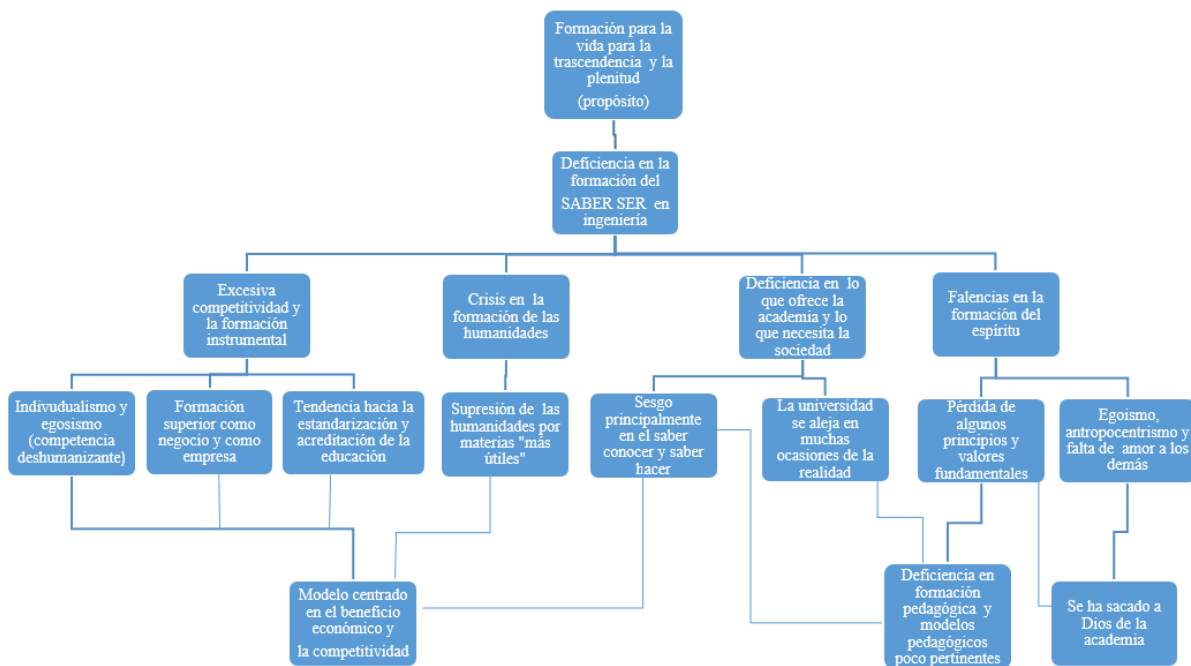 Formación para la
vida para la
trascendencia y la
plenitud
(propósito)
Deficiencia en la
formación del
SABER SER en
ingeniería
Excesiva
competitividad y
la formación
instrumental
Crisis en la
formación de las
humanidades
Deficiencia en lo
que ofrece la
academia y lo
que necesita la
sociedad
Falencias en la
formación del
espíritu
Indivudualismo y
egosismo
(competencia
deshumanizante)
Formación
superior como
negocio y como
empresa
Tendencia hacia la
estandarización y
acreditación de la
educación
Supresión de las
humanidades por
materias "más
útiles"
Sesgo
principalmente
en el saber
conocer y saber
hacer
La universidad
se aleja en
muchas
ocasiones de la
realidad
Pérdida de
algunos
principios y
valores
fundamentales
Egoismo,
antropocentrismo y
falta de amor a los
demás
Modelo centrado
en el beneficio
económico y
la competitividad
Deficiencia en
formación
pedagógica y
modelos
pedagógicos
poco pertinentes
Se ha sacado a
Dios de la
academia